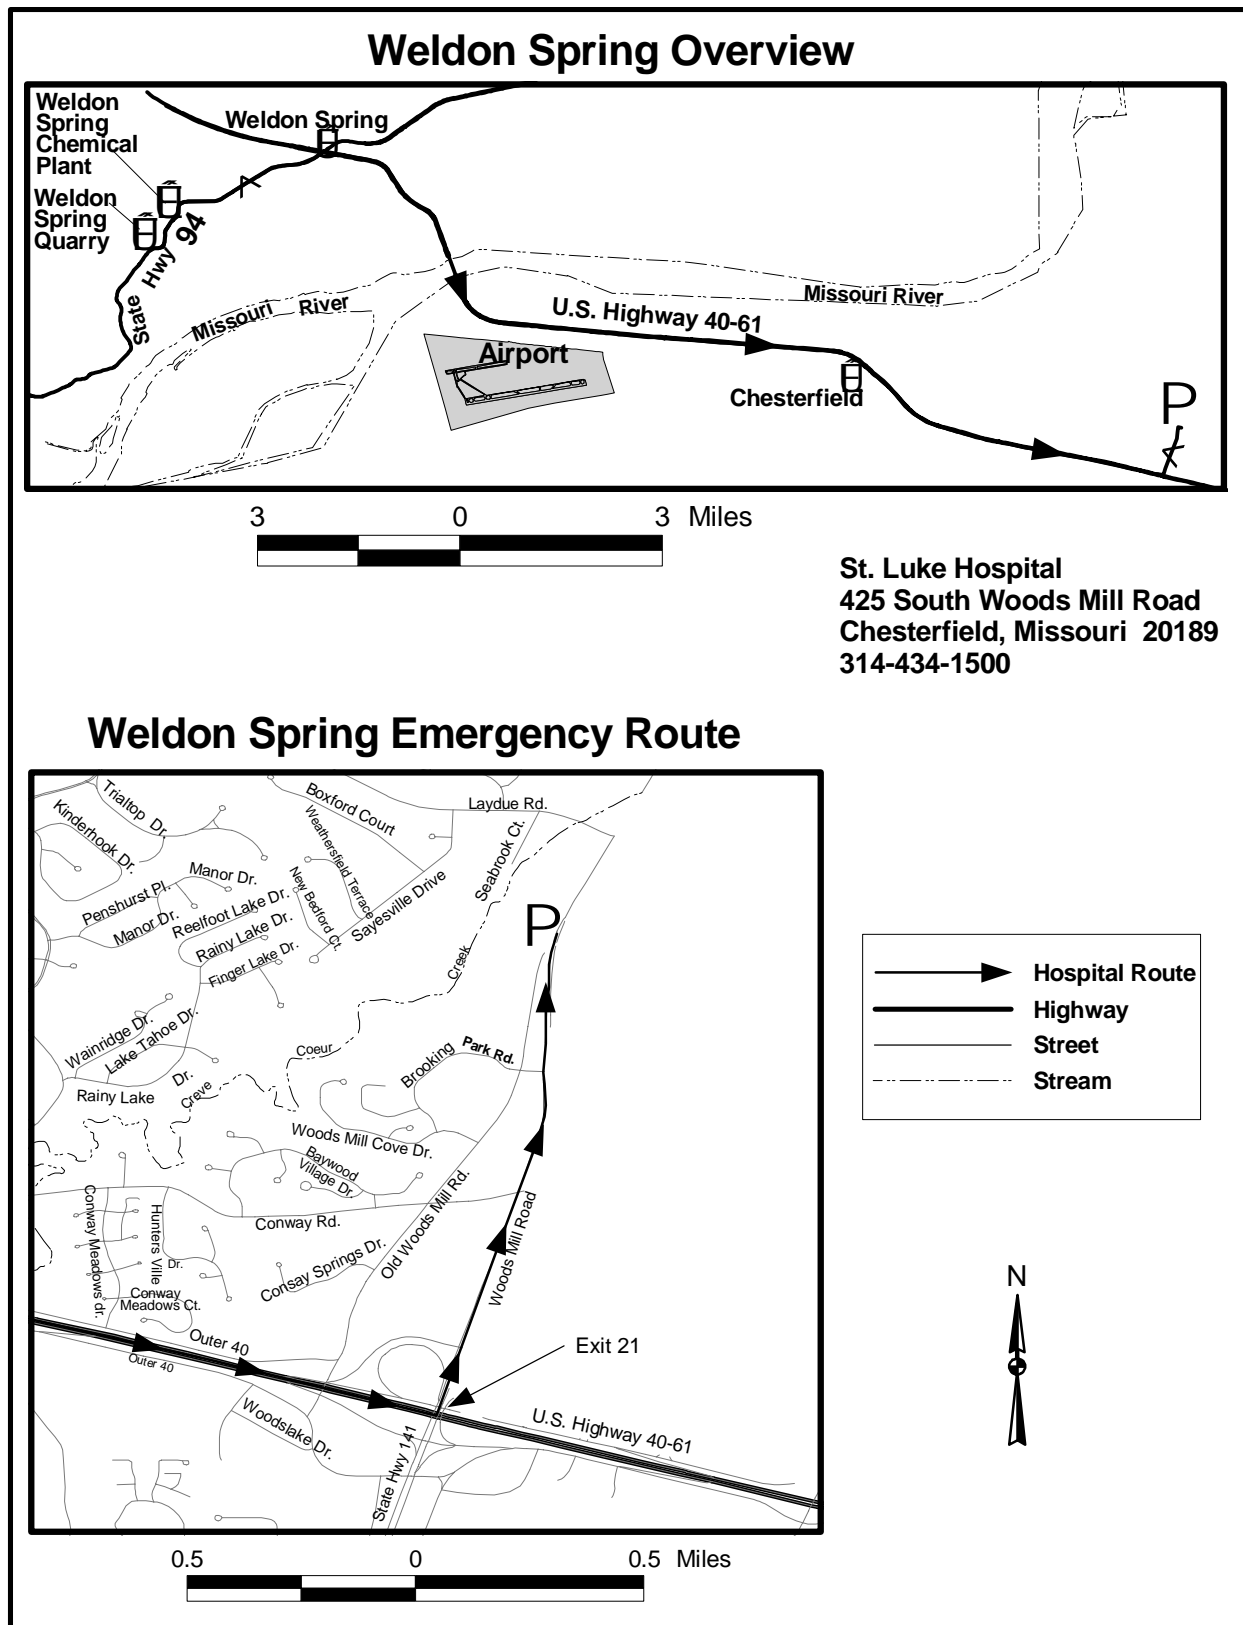 Weldon Spring Overview
Weldon
Spring
Chemical
Plant
Weldon Spring
Weldon
Spring
Quarry
State Hwy 94
Missouri River
Missouri River
U.S. Highway 40-61
Airport
Chesterfield
P
3 0 3 Miles
St. Luke Hospital
425 South Woods Mill Road
Chesterfield, Missouri 20189
314-434-1500
Weldon Spring Emergency Route
Trialtop Dr.
Kinderhook Dr.
Boxford Court
Laydue Rd.
Weathersfield Terrace
Seabrook Ct.
Manor Dr.
Penshurst Pl.
New Bedford Ct.
Reelfoot Lake Dr.
Manor Dr.
Sayesville Drive
Rainy Lake Dr.
Finger Lake Dr.
P
Creek
Wainridge Dr.
Lake Tahoe Dr.
Coeur
Brooking Park Rd.
Rainy Lake Dr.
Creve
Woods Mill Cove Dr.
Baywood
Village Dr.
Old Woods Mill Rd.
Conway Meadows dr.
Hunters Ville Dr.
Conway Rd.
Woods Mill Road
Consay Springs Dr.
Conway
Meadows Ct.
Outer 40
Outer 40
Exit 21
Woodslake Dr.
U.S. Highway 40-61
State Hwy 141
0.5 0 0.5 Miles
Hospital Route
Highway
Street
Stream
N